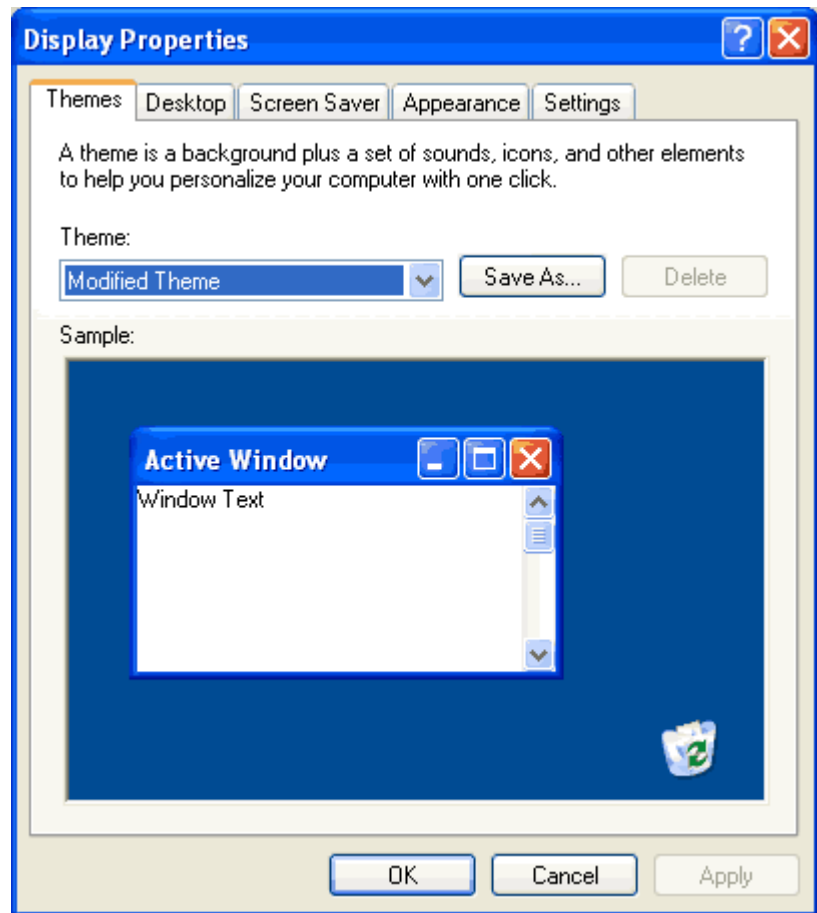 Display Properties
Themes Desktop Screen Saver Appearance Settings
A theme is a background plus a set of sounds, icons, and other elements
to help you personalize your computer with one click.
Theme:
Modified Theme Save As... Delete
Sample:
Active Window
Window Text
OK Cancel Apply